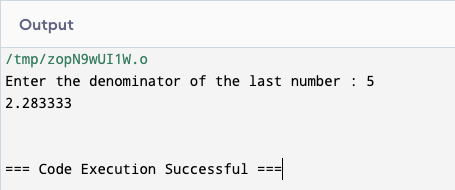 Output
/tmp/zopN9wUI1W.o
Enter the denominator of the last number : 5
2.283333
=== Code Execution Successful ===